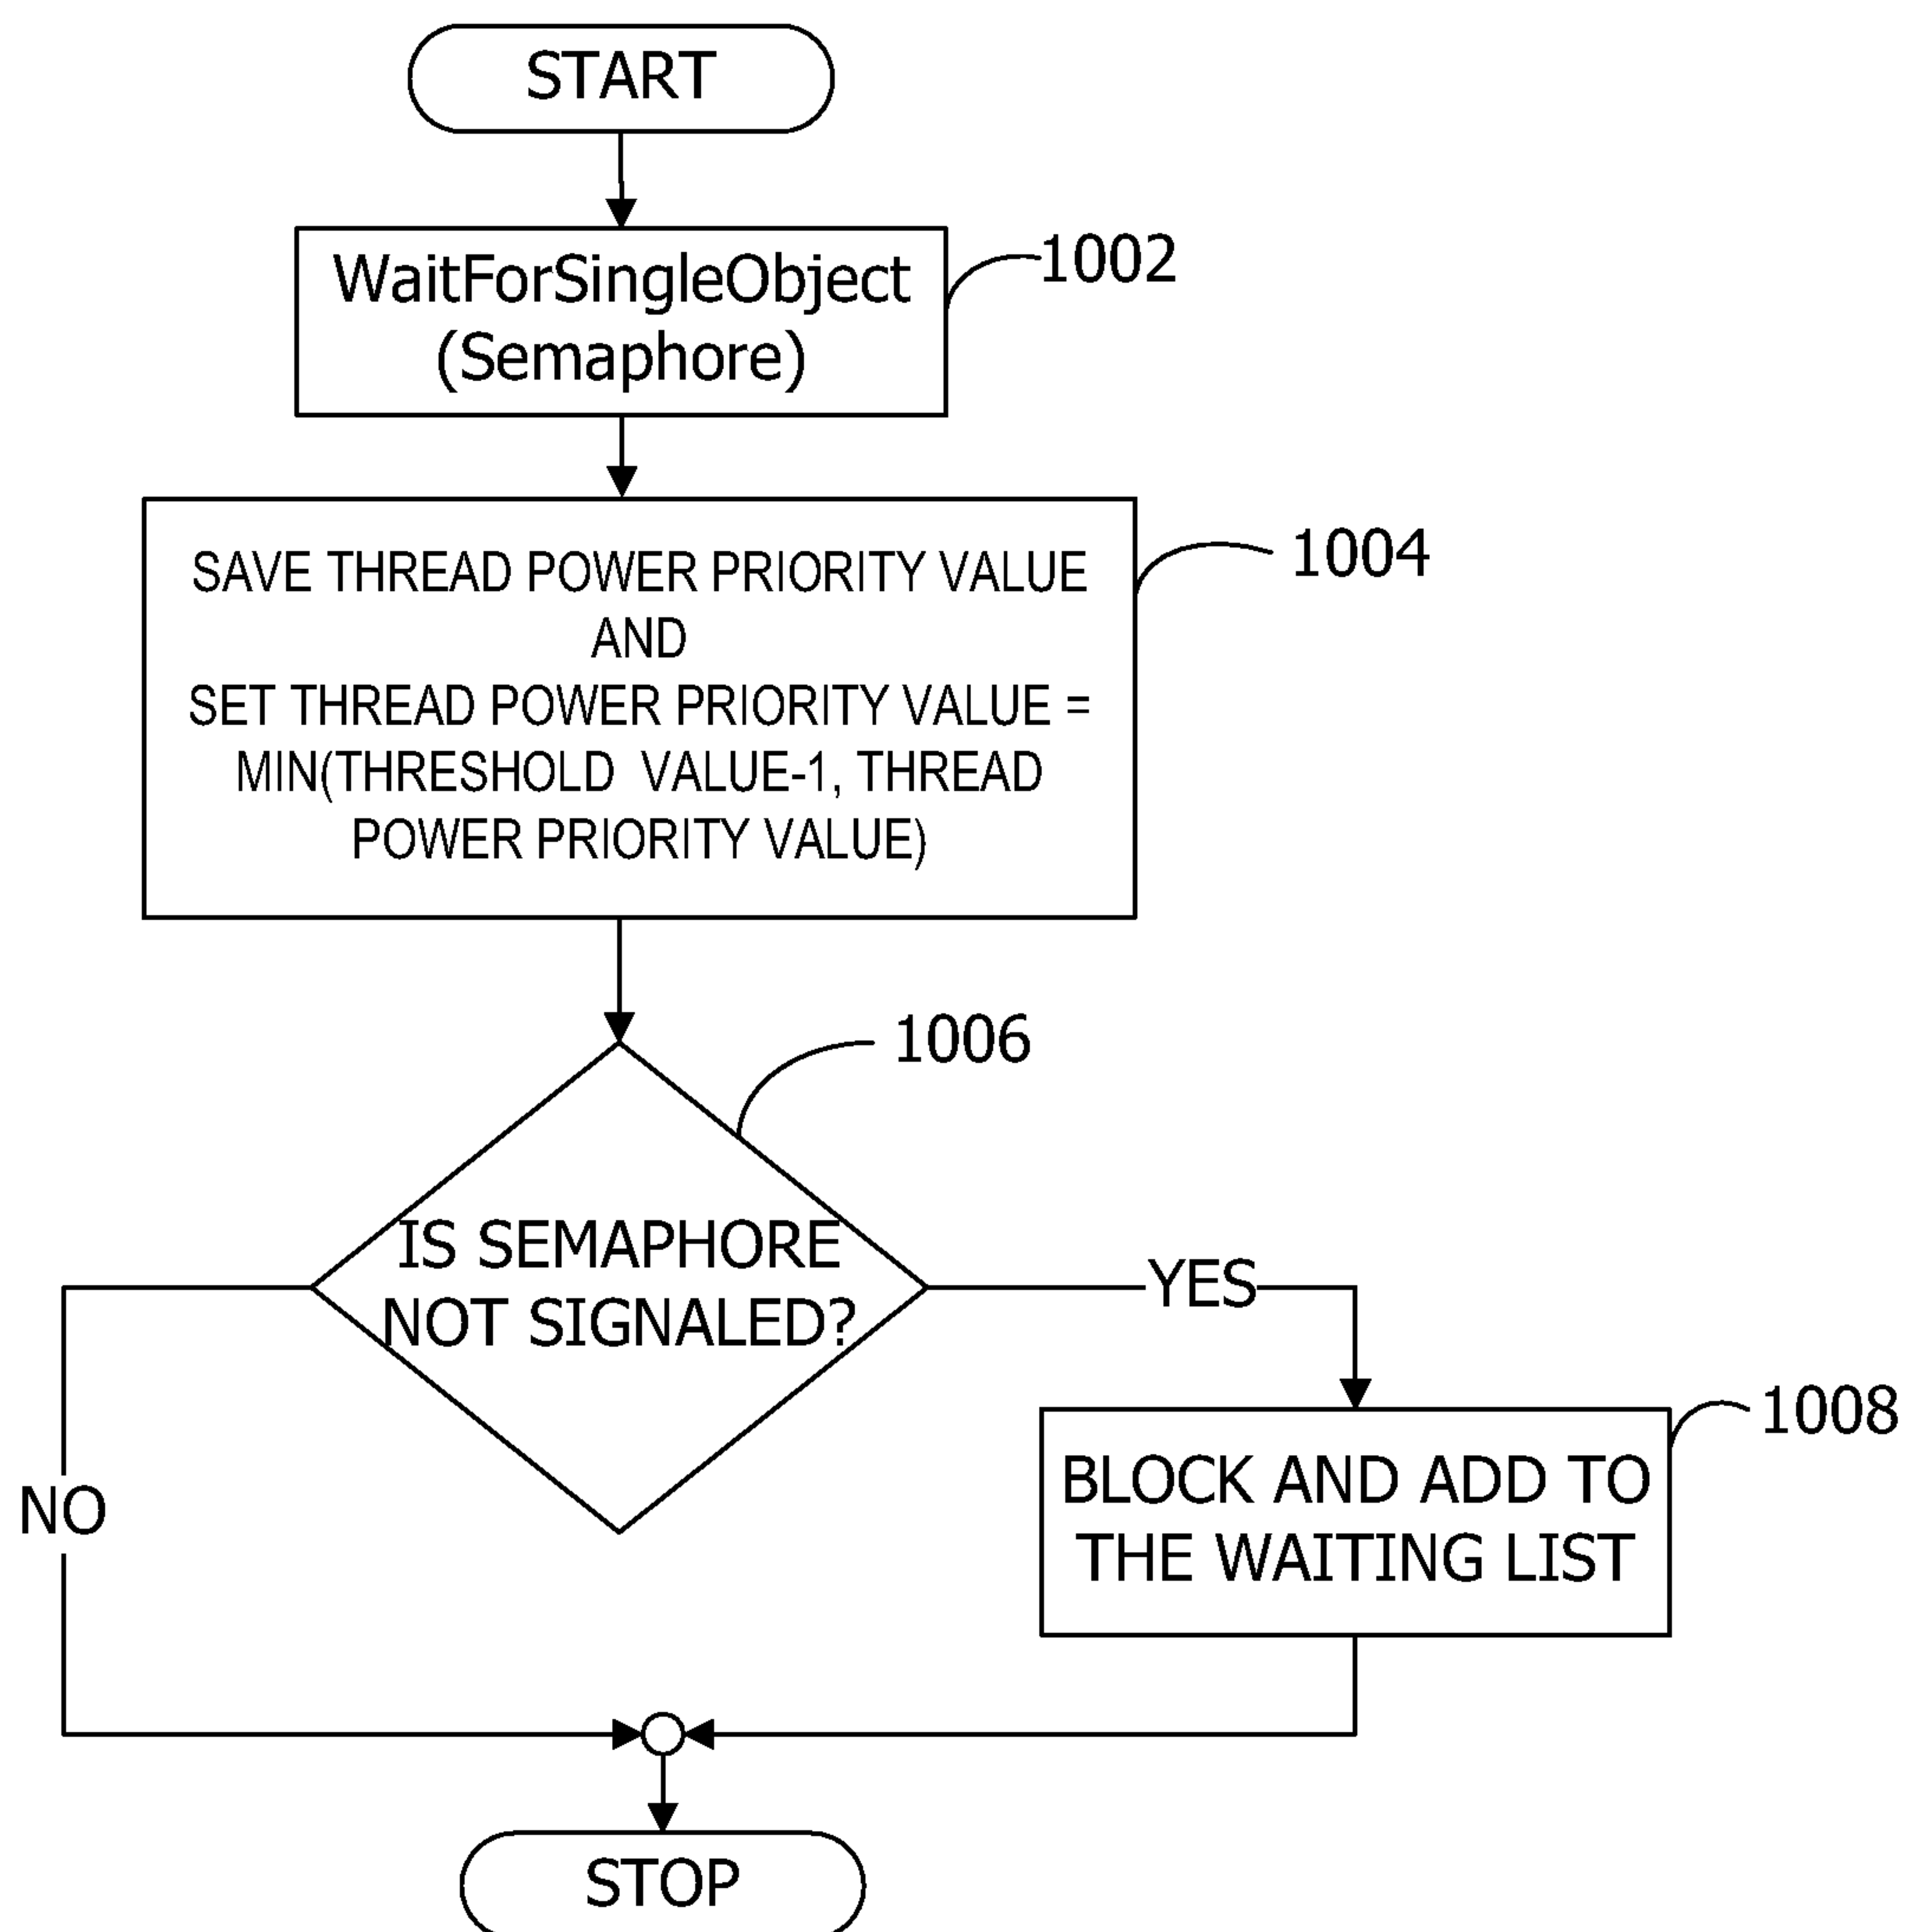 START
WaitForSingleObject
(Semaphore)
1002
SAVE THREAD POWER PRIORITY VALUE
AND
SET THREAD POWER PRIORITY VALUE =
MIN(THRESHOLD VALUE-1, THREAD
POWER PRIORITY VALUE)
1004
1006
IS SEMAPHORE
NOT SIGNALED?
YES
NO
1008
BLOCK AND ADD TO
THE WAITING LIST
STOP